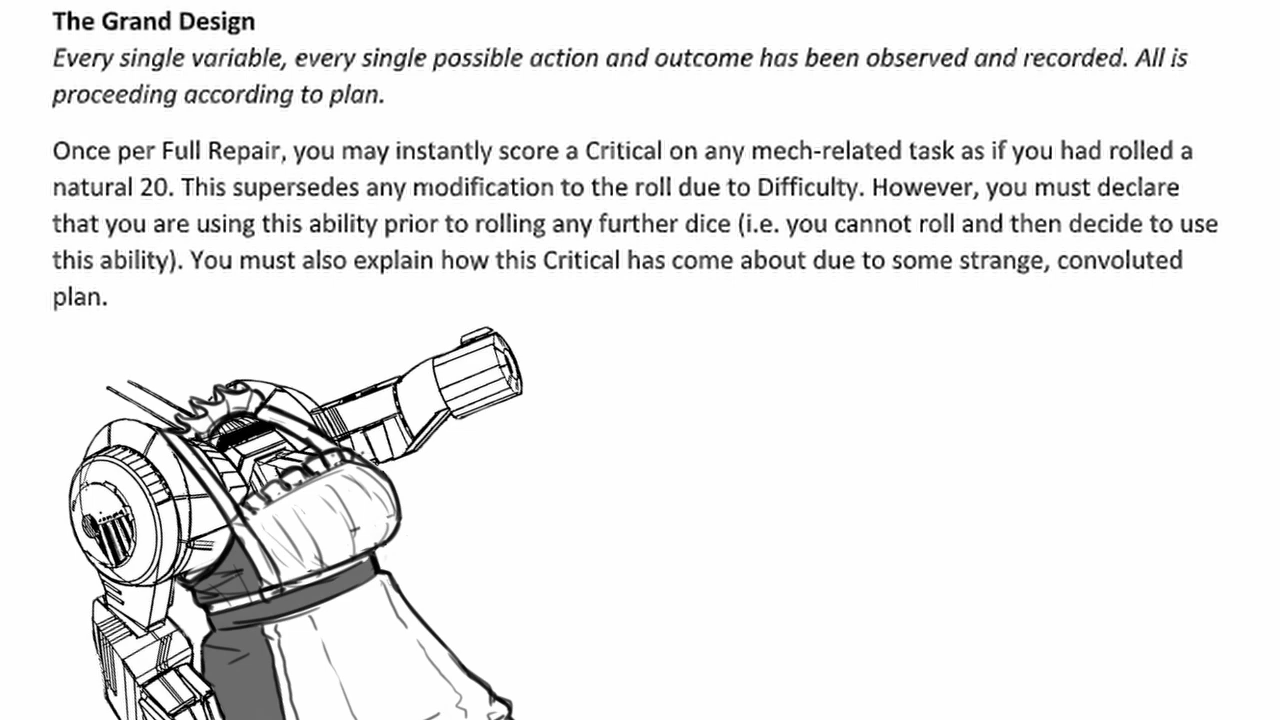 The Grand Design
Every single variable, every single possible action and outcome has been observed and recorded. All is
proceeding according to plan.
Once per Full Repair, you may instantly score a Critical on any mech-related task as if you had rolled a
natural 20. This supersedes any modification to the roll due to Difficulty. However, you must declare
that you are using this ability prior to rolling any further dice (i.e. you cannot roll and then decide to use
this ability). You must also explain how this Critical has come about due to some strange, convoluted
plan.